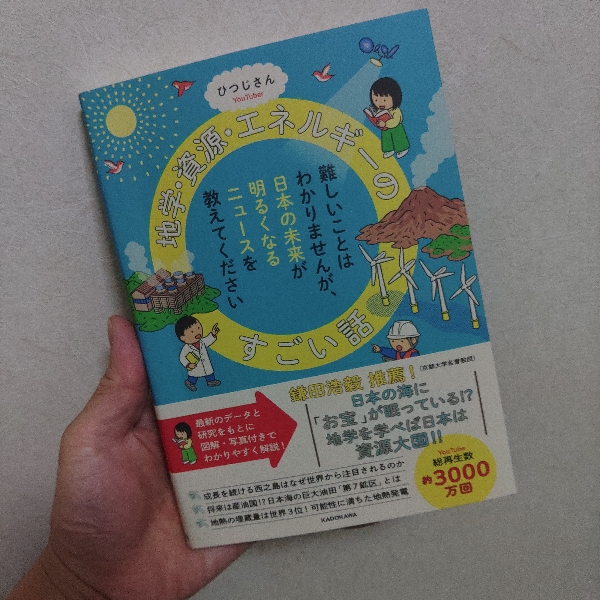 ひつじさん
YouTuber
地学・資源・エネルギーの
すごい話
難しいことは
わかりませんが、
日本の未来が
明るくなる
ニュースを
教えてください
鎌田浩毅 推薦！
(京都大学名誉教授)
日本の海に
「お宝」が眠っている!?
地学を学べば日本は
資源大国!!
最新のデータと
研究をもとに
図解・写真付きで
わかりやすく解説！
成長を続ける西之島はなぜ世界から注目されるのか
将来は産油国!?日本海の巨大油田「第7鉱区」とは
地熱の埋蔵量は世界3位！可能性に満ちた地熱発電
YouTube
総再生数
約3000
万回
KADOKAWA